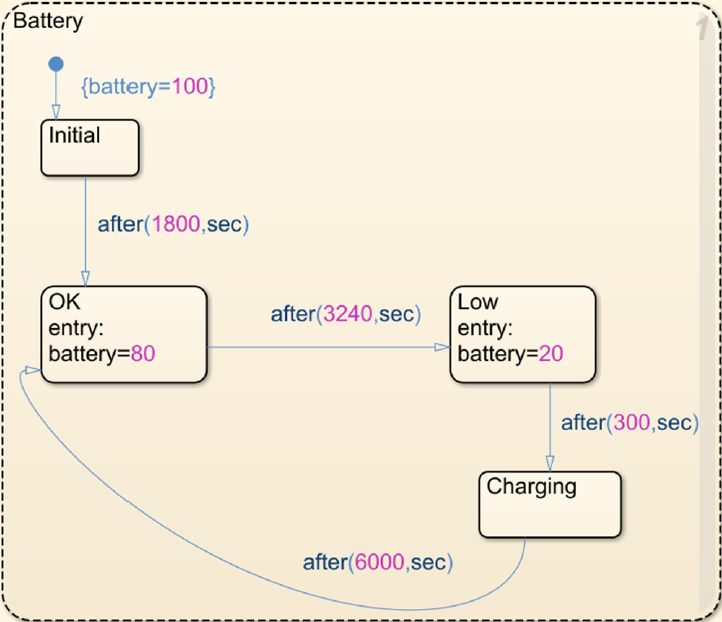 Battery
1
{battery=100}
Initial
after(1800,sec)
OK
entry:
battery=80
after(3240,sec)
Low
entry:
battery=20
after(300,sec)
Charging
after(6000,sec)